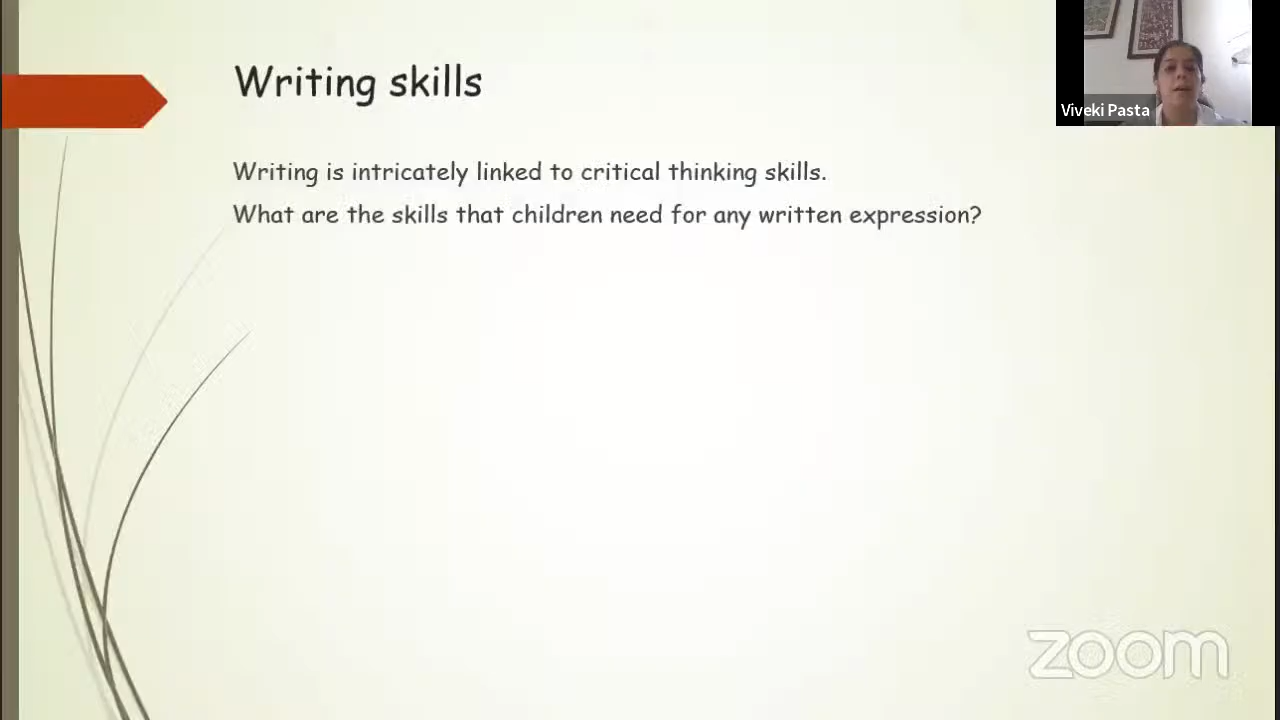 Writing skills
Viveki Pasta
Writing is intricately linked to critical thinking skills.
What are the skills that children need for any written expression?
zoom